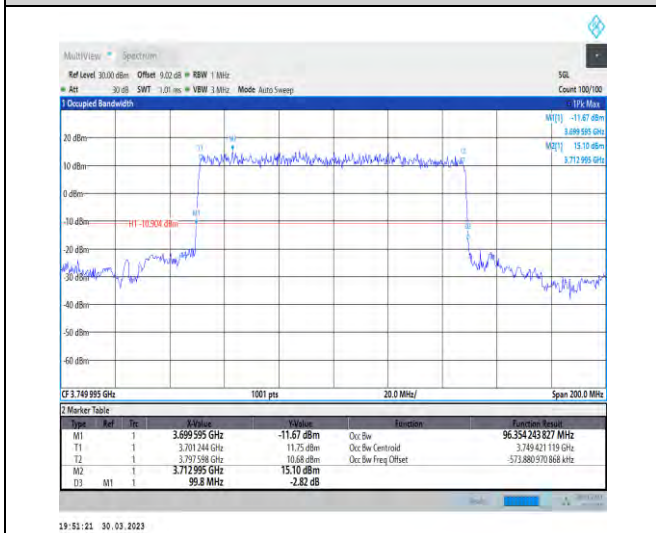 MultiView Spectrum
Ref Level 30.00 dBm Offset 9.02 dB RBW 1 MHz SGL
Att 30 dB SWT 1.01 ms VBW 3 MHz Mode Auto Sweep Count 100/100
1 Occupied Bandwidth 1Pk Max
M1[1] -11.67 dBm
3.699 595 GHz
M2[1] 15.10 dBm
3.712 995 GHz
20 dBm
10 dBm
0 dBm
-10 dBm
H1 -10.904 dBm
-20 dBm
-30 dBm
-40 dBm
-50 dBm
-60 dBm
T1
M2
T2
M1
D3
CF 3.749 995 GHz 1001 pts 20.0 MHz/ Span 200.0 MHz
2 Marker Table
Type Ref Trc X-Value Y-Value Function Function Result
M1 1 3.699 595 GHz -11.67 dBm Occ Bw 96.354 243 827 MHz
T1 1 3.701 244 GHz 11.75 dBm Occ Bw Centroid 3.749 421 119 GHz
T2 1 3.797 598 GHz 10.68 dBm Occ Bw Freq Offset -573.880 970 868 kHz
M2 1 3.712 995 GHz 15.10 dBm
D3 M1 1 99.8 MHz -2.82 dB
19:51:21 30.03.2023